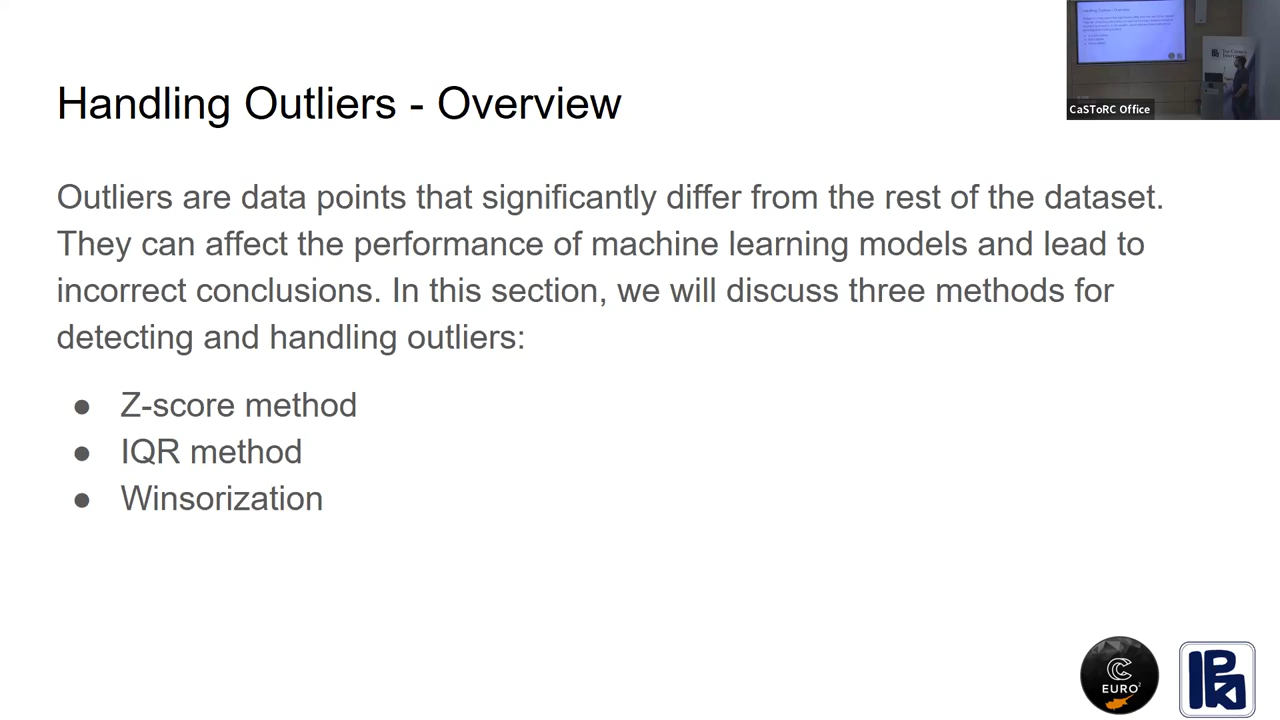 Handling Outliers - Overview
CaSToRC Office
Outliers are data points that significantly differ from the rest of the dataset.
They can affect the performance of machine learning models and lead to
incorrect conclusions. In this section, we will discuss three methods for
detecting and handling outliers:
● Z-score method
● IQR method
● Winsorization
C
EURO²